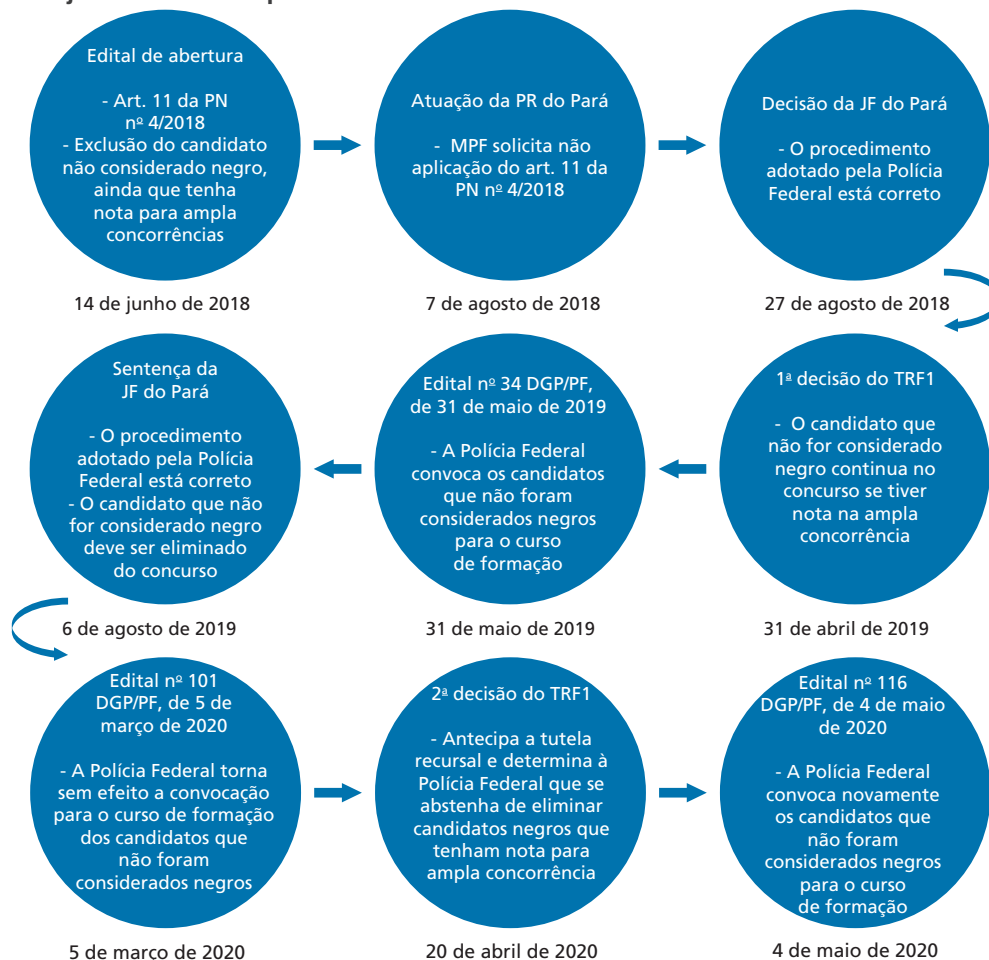 Edital de abertura
- Art. 11 da PN
nº 4/2018
- Exclusão do candidato
não considerado negro,
ainda que tenha
nota para ampla
concorrências
14 de junho de 2018
Atuação da PR do Pará
- MPF solicita não
aplicação do art. 11 da
PN nº 4/2018
7 de agosto de 2018
Decisão da JF do Pará
- O procedimento
adotado pela Polícia
Federal está correto
27 de agosto de 2018
1ª decisão do TRF1
- O candidato que
não for considerado
negro continua no
concurso se tiver
nota na ampla
concorrência
31 de abril de 2019
Edital nº 34 DGP/PF,
de 31 de maio de 2019
- A Polícia Federal
convoca os candidatos
que não foram
considerados negros
para o curso
de formação
31 de maio de 2019
Sentença da
JF do Pará
- O procedimento
adotado pela Polícia
Federal está correto
- O candidato que não
for considerado negro
deve ser eliminado
do concurso
6 de agosto de 2019
Edital nº 101
DGP/PF, de 5 de
março de 2020
- A Polícia Federal torna
sem efeito a convocação
para o curso de formação
dos candidatos que
não foram
considerados negros
5 de março de 2020
2ª decisão do TRF1
- Antecipa a tutela
recursal e determina à
Polícia Federal que se
abstenha de eliminar
candidatos negros que
tenham nota para
ampla concorrência
20 de abril de 2020
Edital nº 116
DGP/PF, de 4 de maio
de 2020
- A Polícia Federal
convoca novamente
os candidatos que
não foram
considerados negros
para o curso
de formação
4 de maio de 2020